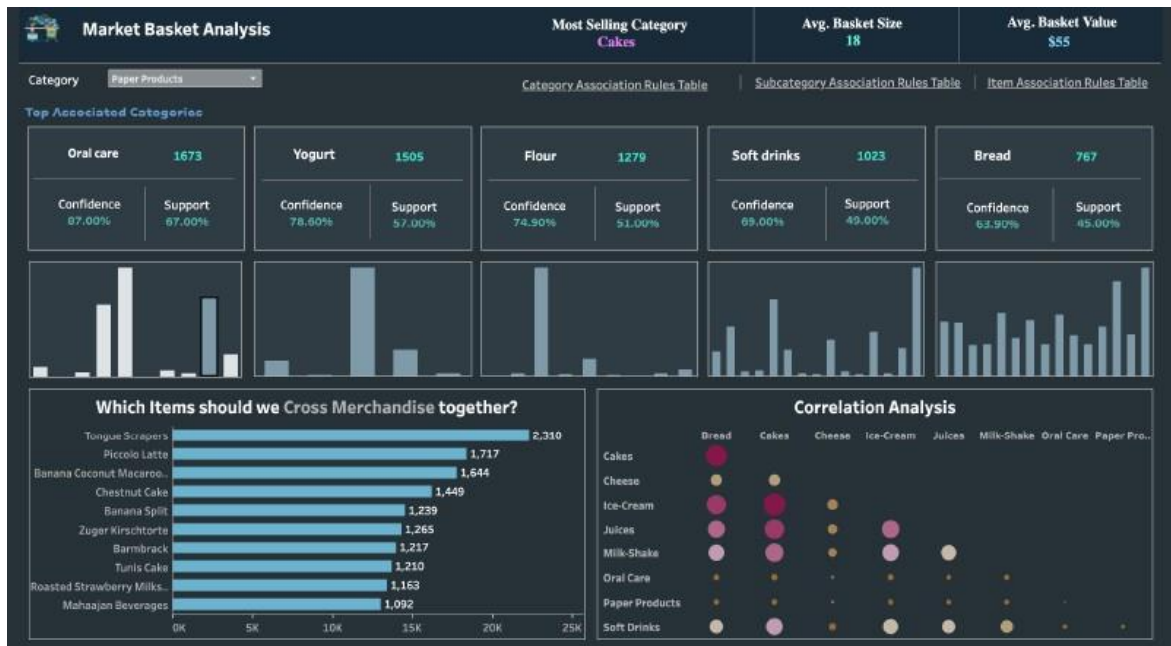 Market Basket Analysis
Most Selling Category
Cakes
Avg. Basket Size
18
Avg. Basket Value
$55
Category
Paper Products
Category Association Rules Table
Subcategory Association Rules Table
Item Association Rules Table
Top Associated Categories
Oral care 1673
Confidence Support
87.00% 67.00%
Yogurt 1505
Confidence Support
78.60% 57.00%
Flour 1279
Confidence Support
74.90% 51.00%
Soft drinks 1023
Confidence Support
69.00% 49.00%
Bread 767
Confidence Support
63.90% 45.00%
Which Items should we Cross Merchandise together?
Tongue Scrapers 2,310
Piccolo Latte 1,717
Banana Coconut Macaroo.. 1,644
Chestnut Cake 1,449
Banana Split 1,239
Zuger Kirschtorte 1,265
Barmbrack 1,217
Tunis Cake 1,210
Roasted Strawberry Milks.. 1,163
Mahaajan Beverages 1,092
0K 5K 10K 15K 20K 25K
Correlation Analysis
Bread Cakes Cheese Ice-Cream Juices Milk-Shake Oral Care Paper Pro..
Cakes
Cheese
Ice-Cream
Juices
Milk-Shake
Oral Care
Paper Products
Soft Drinks